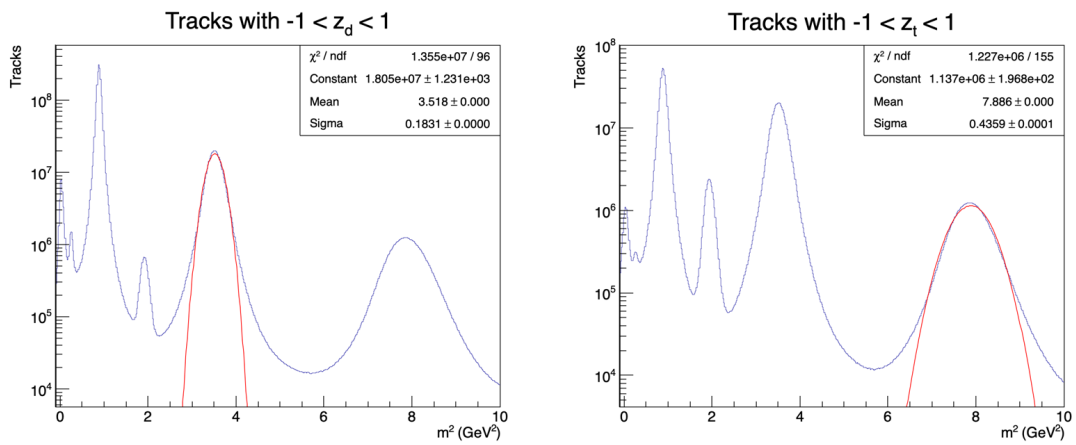 Tracks with -1 < z_d < 1
Tracks
χ² / ndf 1.355e+07 / 96
Constant 1.805e+07 ± 1.231e+03
Mean 3.518 ± 0.000
Sigma 0.1831 ± 0.0000
10⁸
10⁷
10⁶
10⁵
10⁴
0 2 4 6 8 10
m² (GeV²)
Tracks with -1 < z_t < 1
Tracks
χ² / ndf 1.227e+06 / 155
Constant 1.137e+06 ± 1.968e+02
Mean 7.886 ± 0.000
Sigma 0.4359 ± 0.0001
10⁸
10⁷
10⁶
10⁵
10⁴
0 2 4 6 8 10
m² (GeV²)